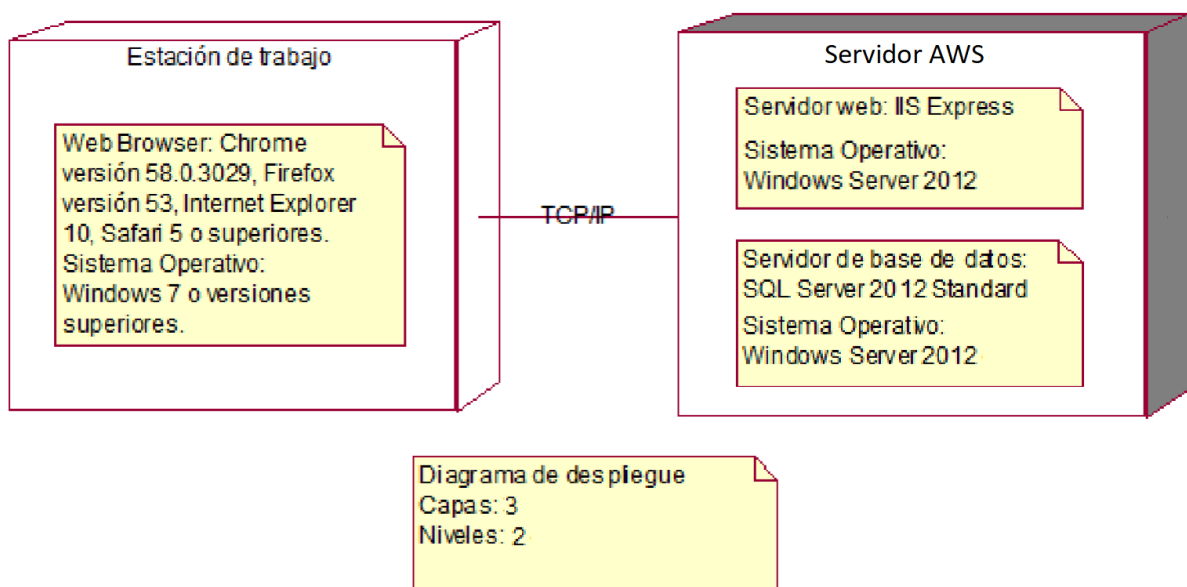 Estación de trabajo
Web Browser: Chrome
versión 58.0.3029, Firefox
versión 53, Internet Explorer
10, Safari 5 o superiores.
Sistema Operativo:
Windows 7 o versiones
superiores.
TCP/IP
Servidor AWS
Servidor web: IIS Express
Sistema Operativo:
Windows Server 2012
Servidor de base de datos:
SQL Server 2012 Standard
Sistema Operativo:
Windows Server 2012
Diagrama de despliegue
Capas: 3
Niveles: 2